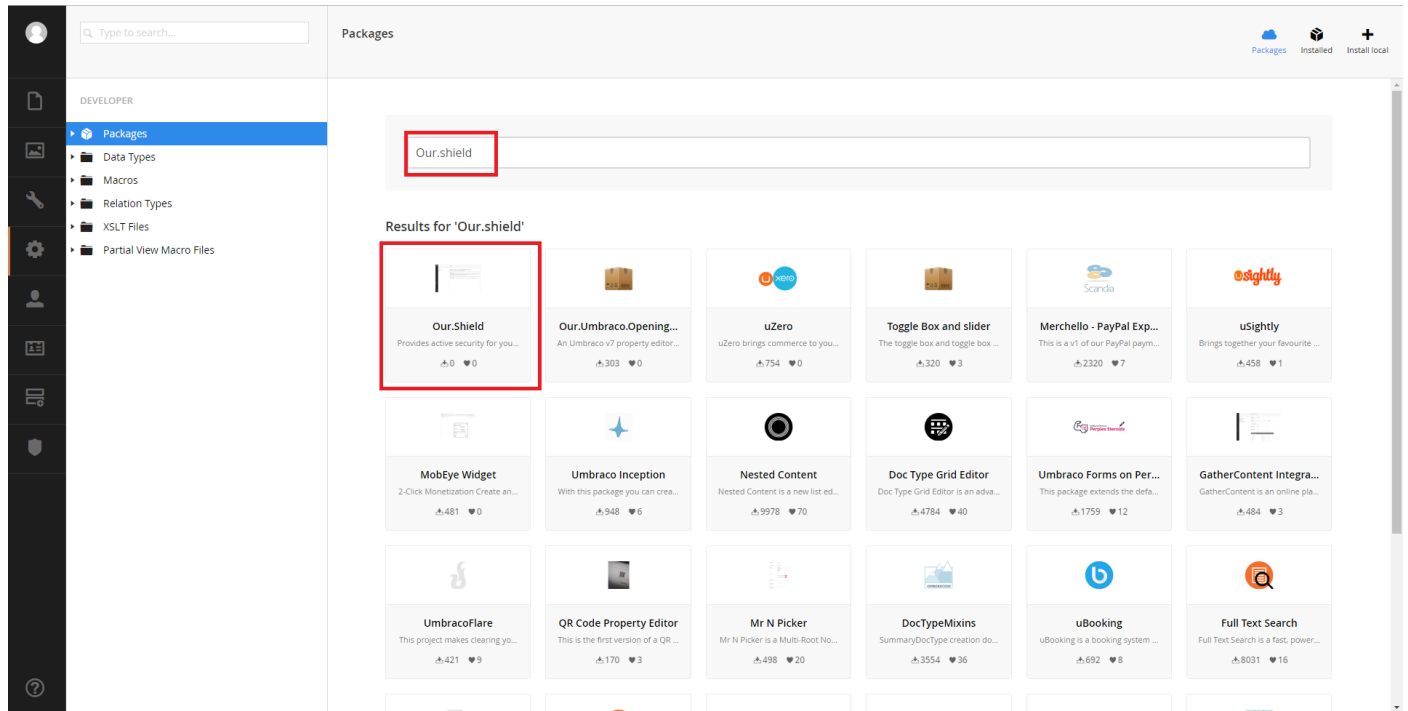 Type to search...
Packages
Packages
Installed
Install local
DEVELOPER
Packages
Data Types
Macros
Relation Types
XSLT Files
Partial View Macro Files
Our.shield
Results for 'Our.shield'
Our.Shield
Provides active security for you...
0 0
Our.Umbraco.Opening...
An Umbraco v7 property editor...
303 0
xero
uZero
uZero brings commerce to you...
754 0
Toggle Box and slider
The toggle box and toggle box ...
320 3
Scandia
Merchello - PayPal Exp...
This is a v1 of our PayPal paym...
2320 7
usightly
uSightly
Brings together your favourite ...
458 1
MobEye Widget
2-Click Monetization Create an...
481 0
Umbraco Inception
With this package you can crea...
948 6
Nested Content
Nested Content is a new list ed...
9978 70
Doc Type Grid Editor
Doc Type Grid Editor is an adva...
4784 40
Perplex Steroids
Umbraco Forms on Per...
This package extends the defa...
1759 12
GatherContent Integra...
GatherContent is an online pla...
484 3
UmbracoFlare
This project makes clearing yo...
421 9
QR Code Property Editor
This is the first version of a QR ...
170 3
Mr N Picker
Mr N Picker is a Multi-Root No...
498 20
DocTypeMixins
SummaryDocType creation do...
3554 36
uBooking
uBooking is a booking system ...
692 8
Full Text Search
Full Text Search is a fast, power...
8031 16